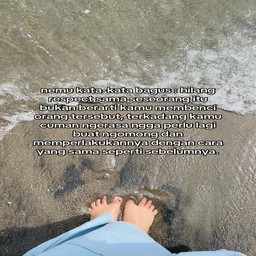 nemu kata-kata bagus : hilang
respect sama seseorang itu
bukan berarti kamu membenci
orang tersebut, terkadang kamu
cuman ngerasa ngga perlu lagi
buat ngomong dan
memperlakukannya dengan cara
yang sama seperti sebelumnya.